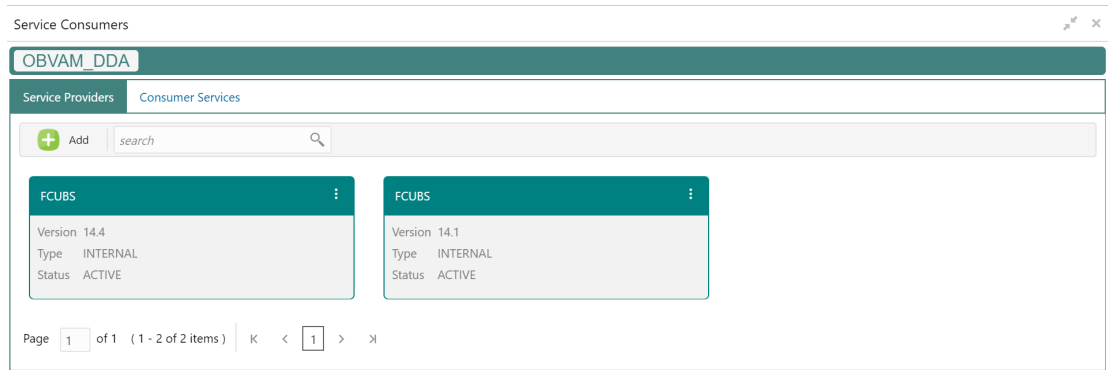 Service Consumers
OBVAM_DDA
Service Providers Consumer Services
Add search
FCUBS FCUBS
Version 14.4 Version 14.1
Type INTERNAL Type INTERNAL
Status ACTIVE Status ACTIVE
Page 1 of 1 ( 1 - 2 of 2 items ) 1